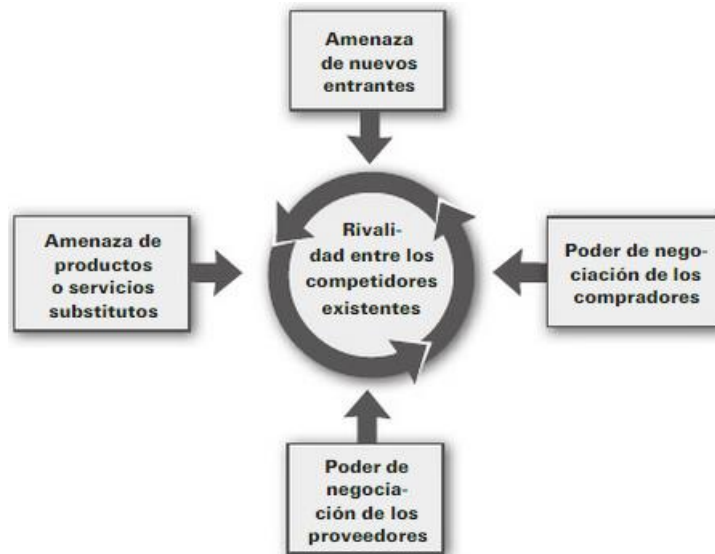 Amenaza
de nuevos
entrantes
Amenaza de
productos
o servicios
substitutos
Rivali-
dad entre los
competidores
existentes
Poder de nego-
ciación de los
compradores
Poder de
negocia-
ción de los
proveedores